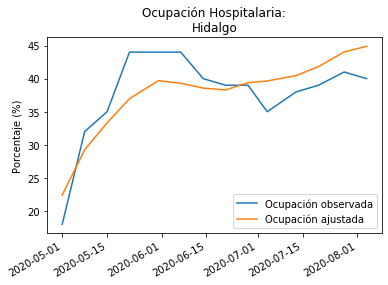 Ocupación Hospitalaria:
Hidalgo
Porcentaje (%)
45
40
35
30
25
20
2020-05-01
2020-05-15
2020-06-01
2020-06-15
2020-07-01
2020-07-15
2020-08-01
Ocupación observada
Ocupación ajustada